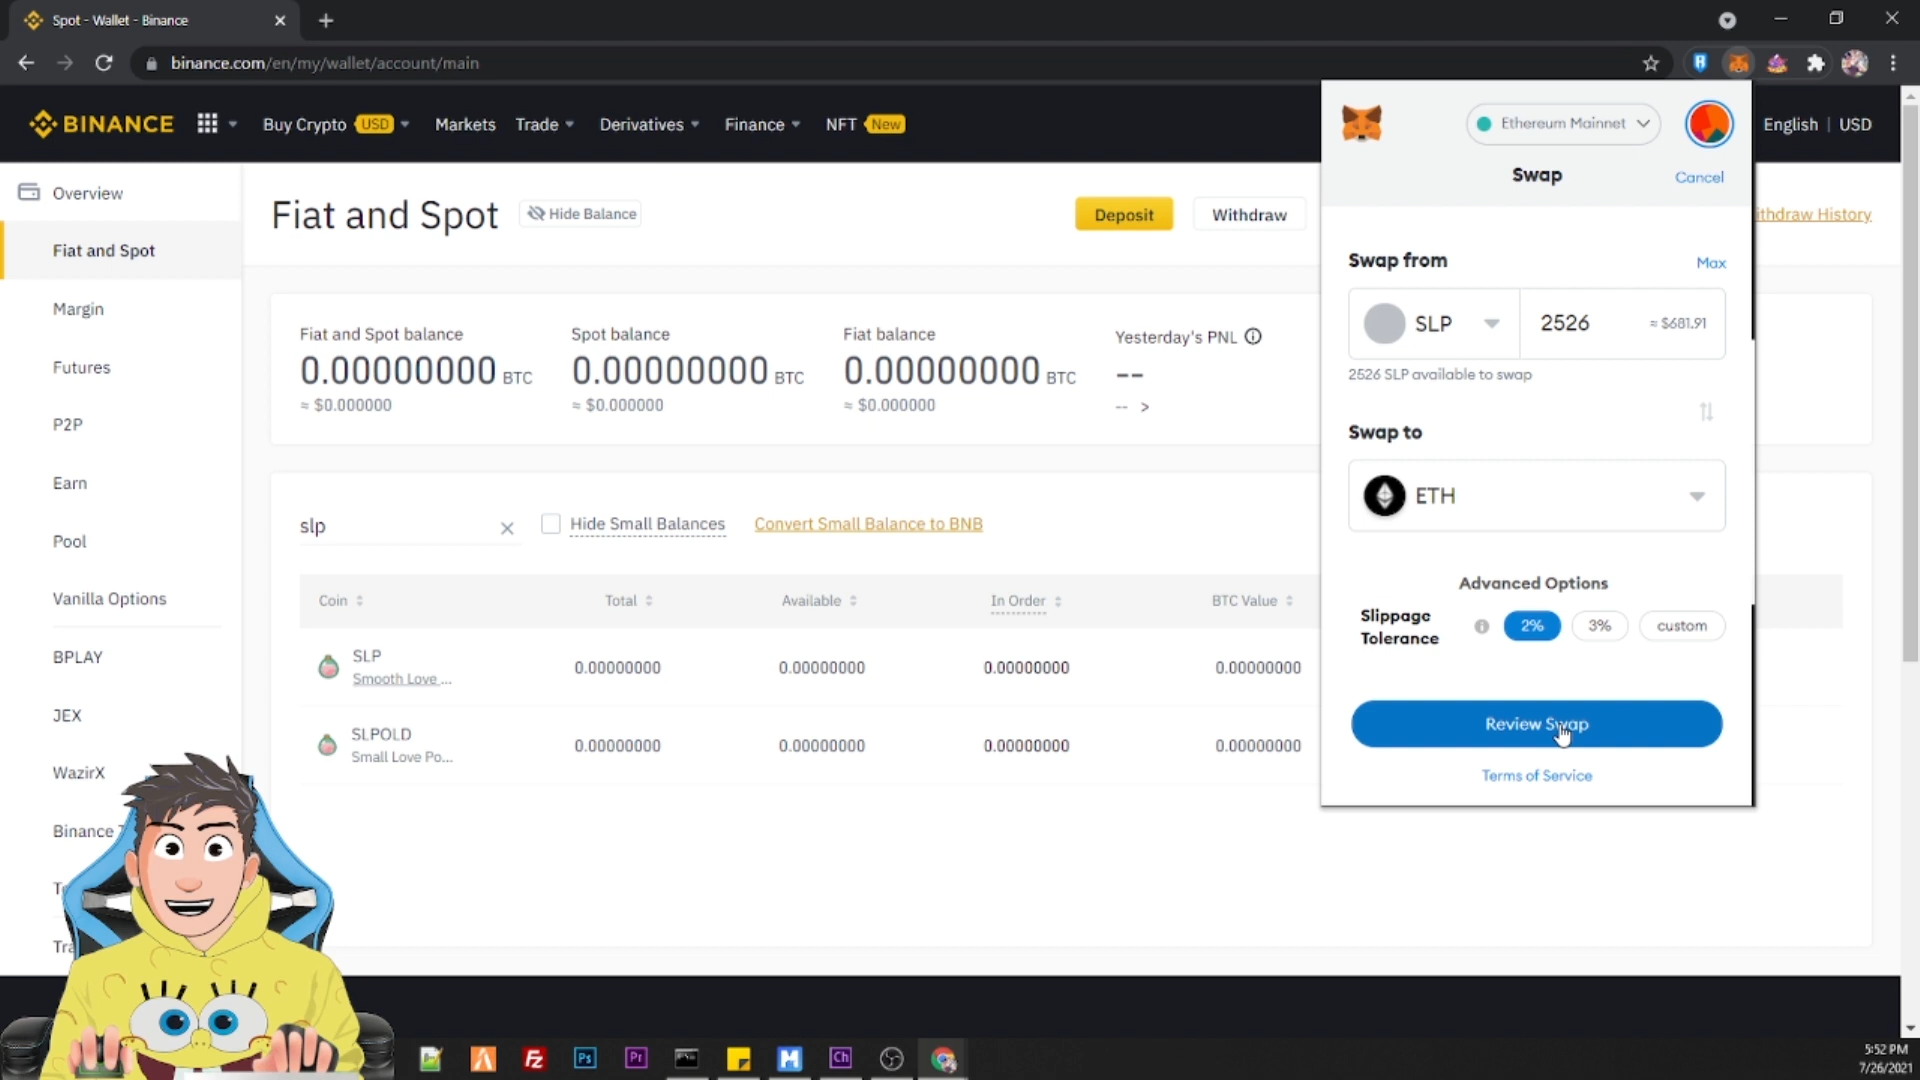 Spot - Wallet - Binance
binance.com/en/my/wallet/account/main
BINANCE
Buy Crypto USD
Markets
Trade
Derivatives
Finance
NFT New
English | USD
Overview
Fiat and Spot
Margin
Futures
P2P
Earn
Pool
Vanilla Options
BPLAY
JEX
WazirX
Binance
Fiat and Spot
Hide Balance
Deposit
Withdraw
ithdraw History
Fiat and Spot balance
0.00000000 BTC
≈ $0.000000
Spot balance
0.00000000 BTC
≈ $0.000000
Fiat balance
0.00000000 BTC
≈ $0.000000
Yesterday's PNL
--
-- >
slp
Hide Small Balances
Convert Small Balance to BNB
Coin Total Available In Order BTC Value
SLP 0.00000000 0.00000000 0.00000000 0.00000000
Smooth Love ...
SLPOLD 0.00000000 0.00000000 0.00000000 0.00000000
Small Love Po...
Ethereum Mainnet
Swap
Cancel
Swap from
Max
SLP 2526 ≈ $681.91
2526 SLP available to swap
Swap to
ETH
Advanced Options
Slippage
Tolerance
2% 3% custom
Review Swap
Terms of Service
Fz
Ps
Pr
Ch
5:52 PM
7/26/2021